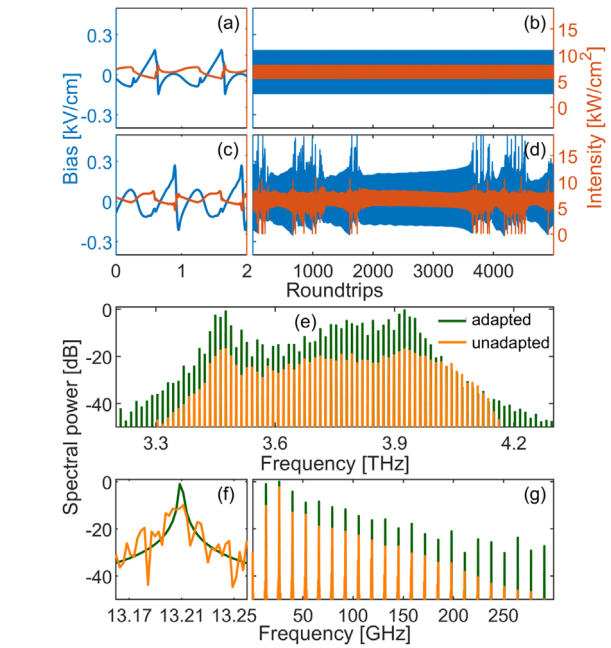 (a)
(b)
0.3
0
-0.3
15
10
5
0
Bias [kV/cm]
Intensity [kW/cm2]
(c)
(d)
0.3
0
-0.3
15
10
5
0
0
1
2
1000
2000
3000
4000
Roundtrips
(e)
adapted
unadapted
0
-20
-40
3.3
3.6
3.9
4.2
Frequency [THz]
Spectral power [dB]
(f)
(g)
0
-20
-40
13.17
13.21
13.25
50
100
150
200
250
Frequency [GHz]